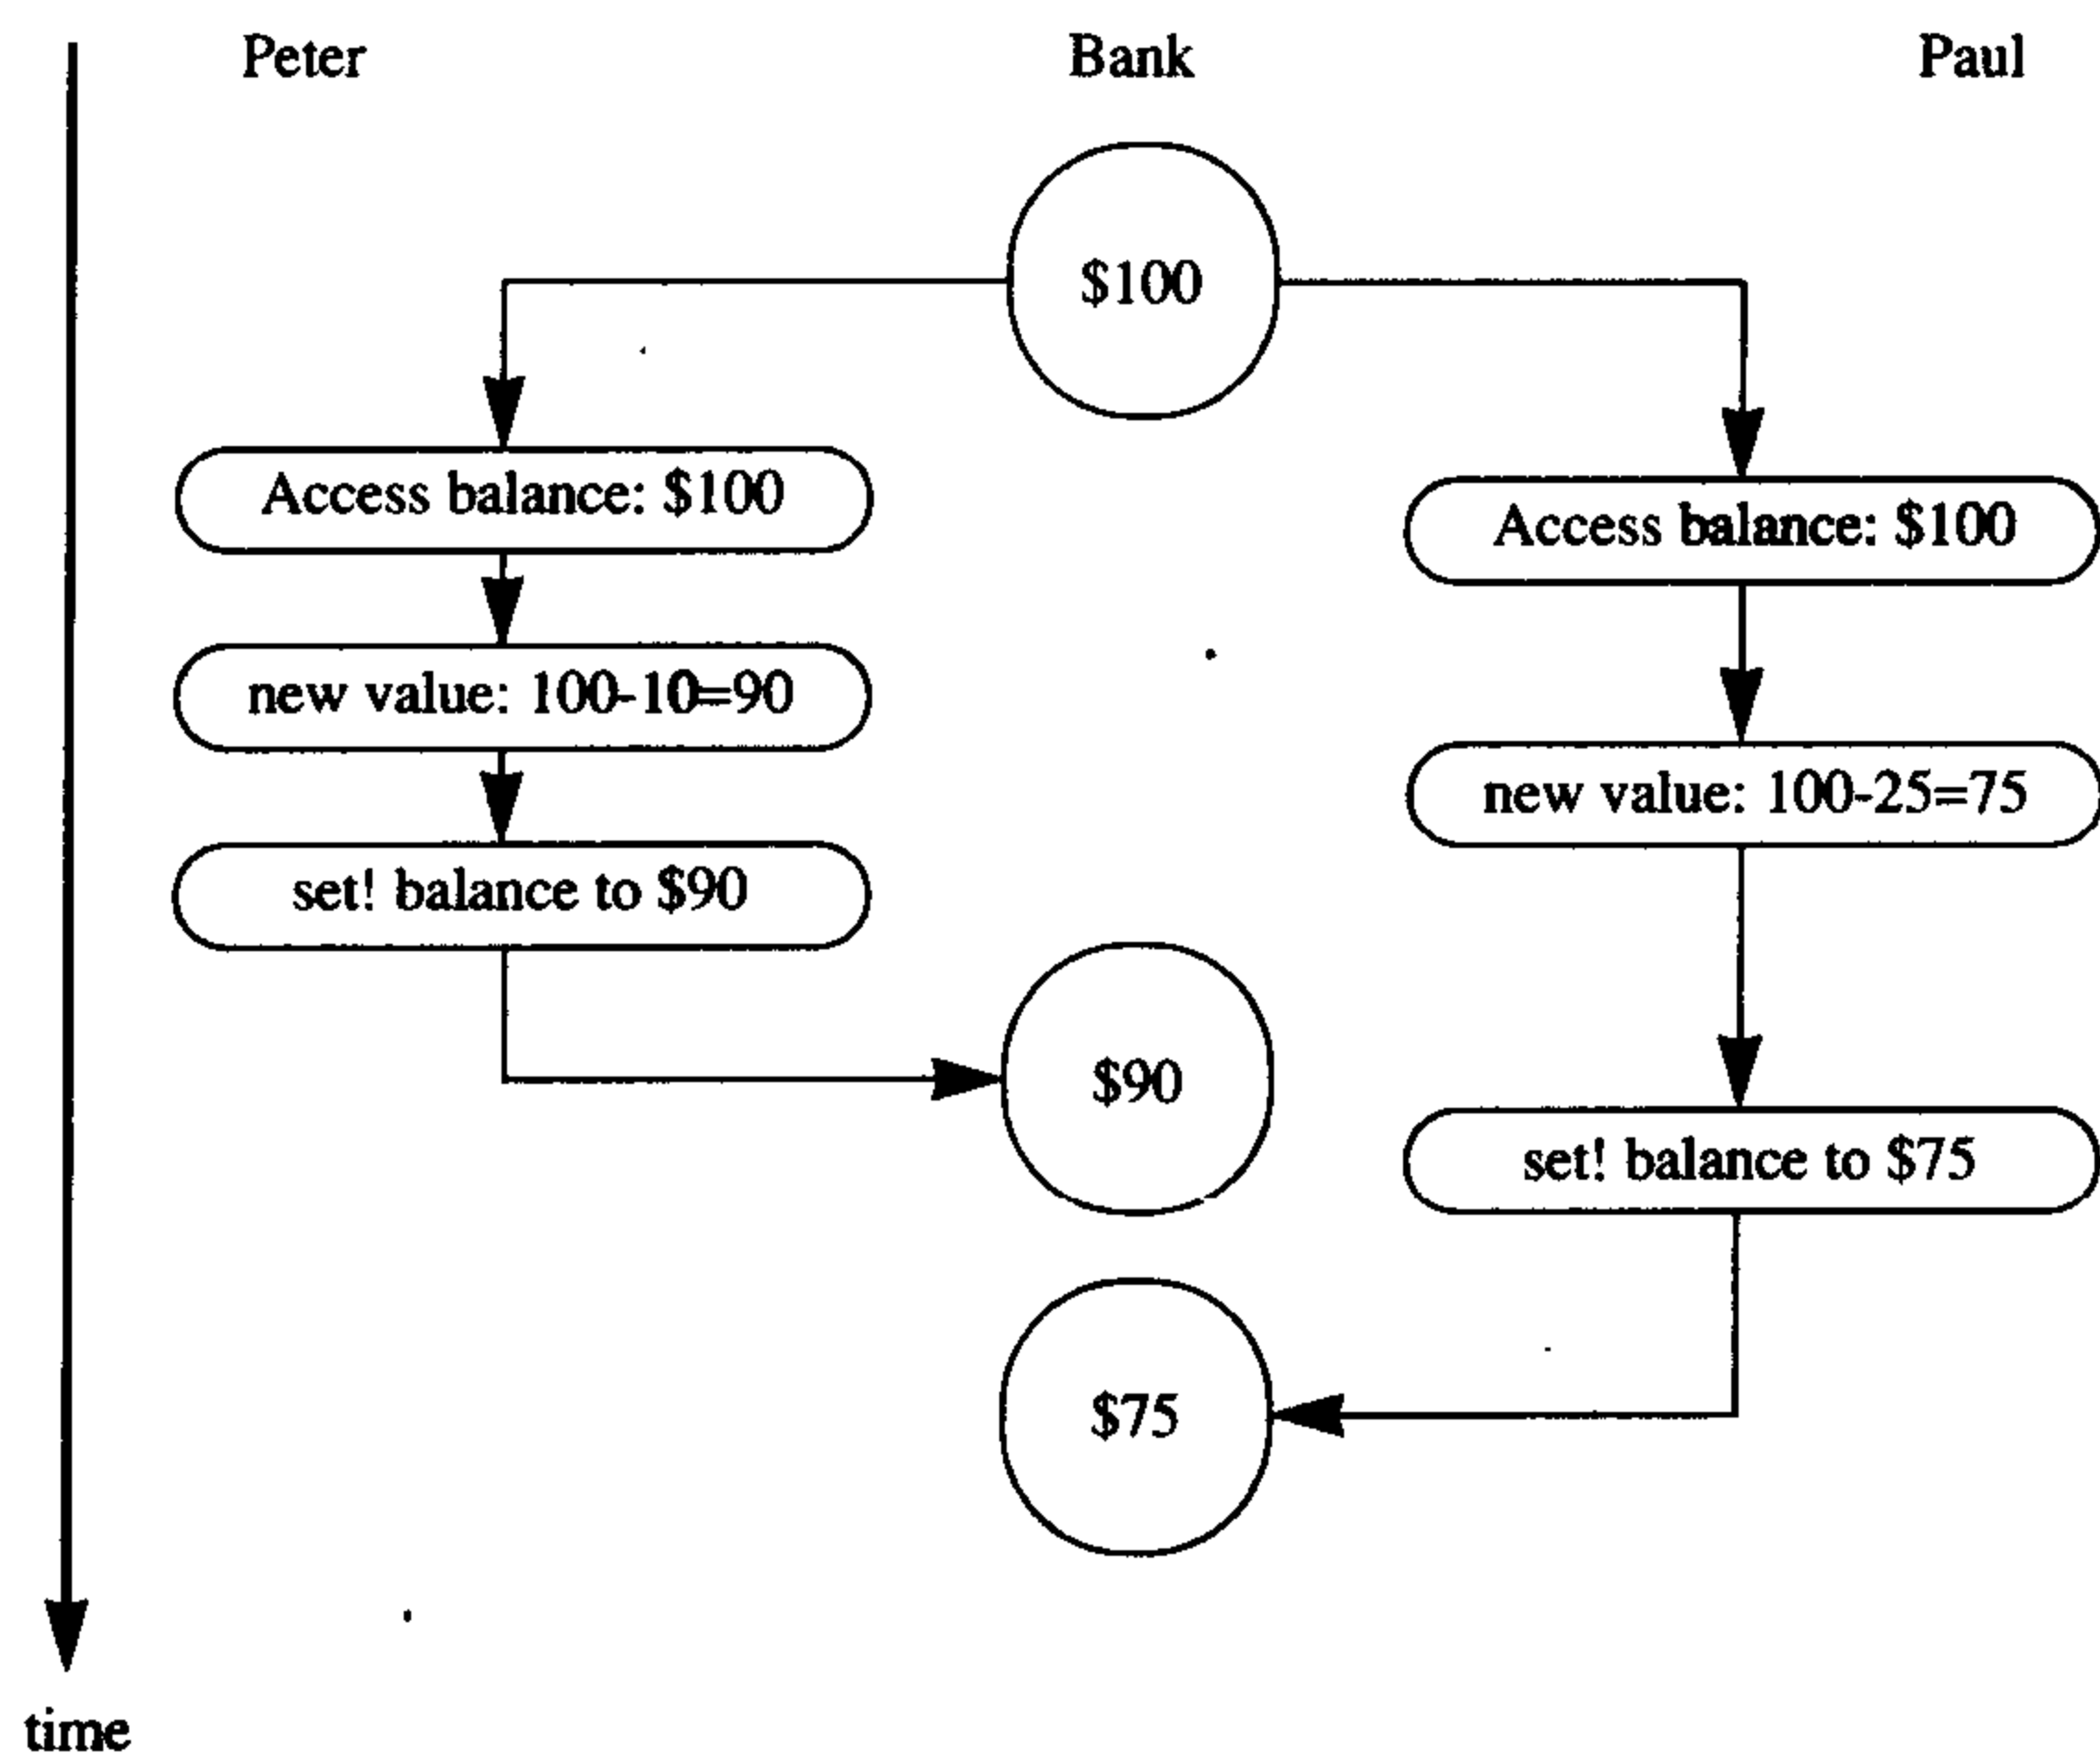 Peter Bank Paul
$100
Access balance: $100
Access balance: $100
new value: 100-10=90
new value: 100-25=75
set! balance to $90
$90
set! balance to $75
$75
time